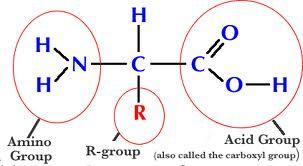 H
H
O
N
C
C
H
O
H
R
Amino
Group
R-group
Acid Group
(also called the carboxyl group)